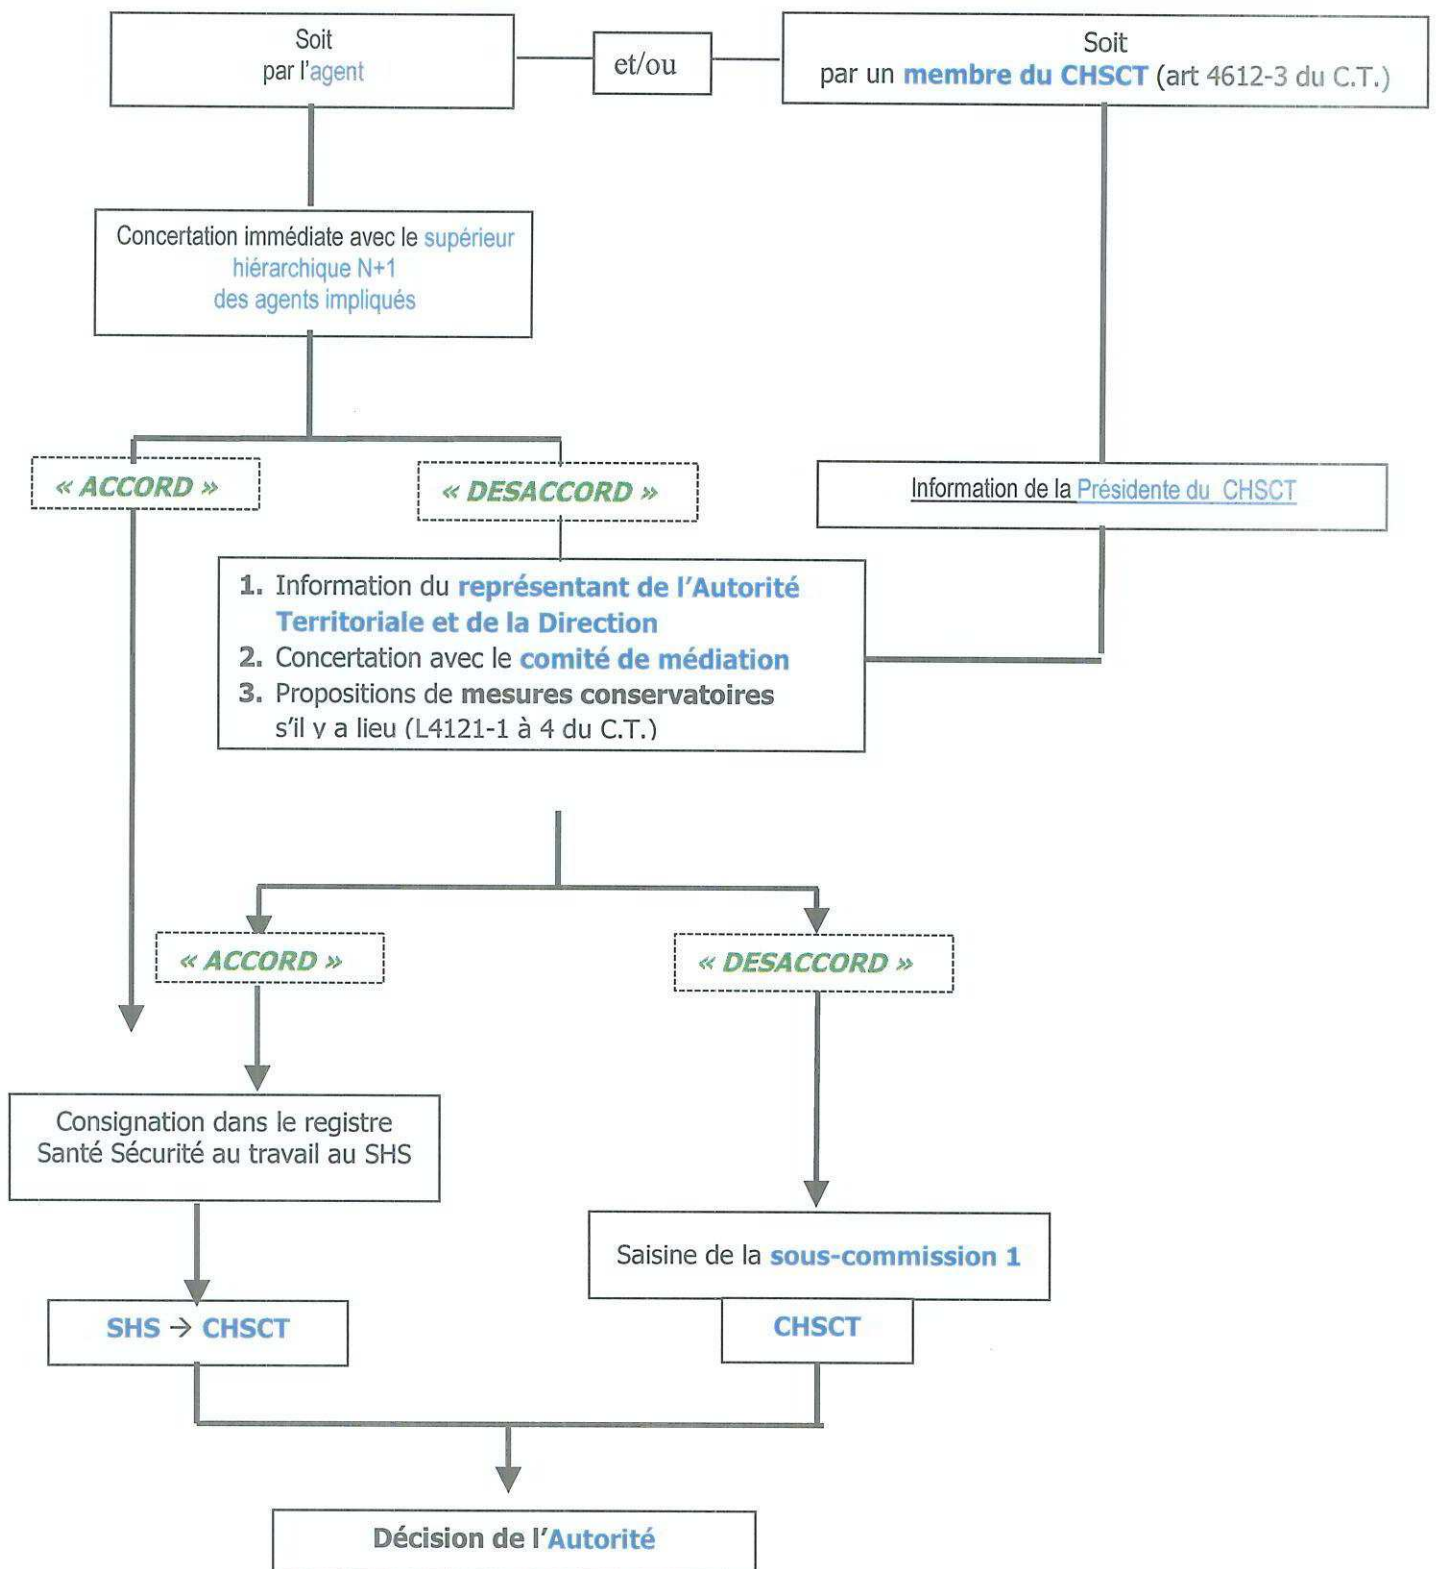 Soit
par l'agent
et/ou
Soit
par un membre du CHSCT (art 4612-3 du C.T.)
Concertation immédiate avec le supérieur
hiérarchique N+1
des agents impliqués
« ACCORD »
« DESACCORD »
Information de la Présidente du CHSCT
1. Information du représentant de l'Autorité
Territoriale et de la Direction
2. Concertation avec le comité de médiation
3. Propositions de mesures conservatoires
s'il y a lieu (L4121-1 à 4 du C.T.)
« ACCORD »
« DESACCORD »
Consignation dans le registre
Santé Sécurité au travail au SHS
Saisine de la sous-commission 1
SHS → CHSCT
CHSCT
Décision de l'Autorité